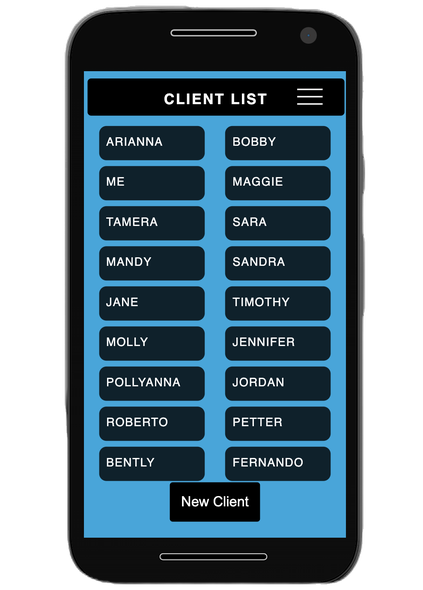 CLIENT LIST
ARIANNA BOBBY
ME MAGGIE
TAMERA SARA
MANDY SANDRA
JANE TIMOTHY
MOLLY JENNIFER
POLLYANNA JORDAN
ROBERTO PETTER
BENTLY FERNANDO
New Client